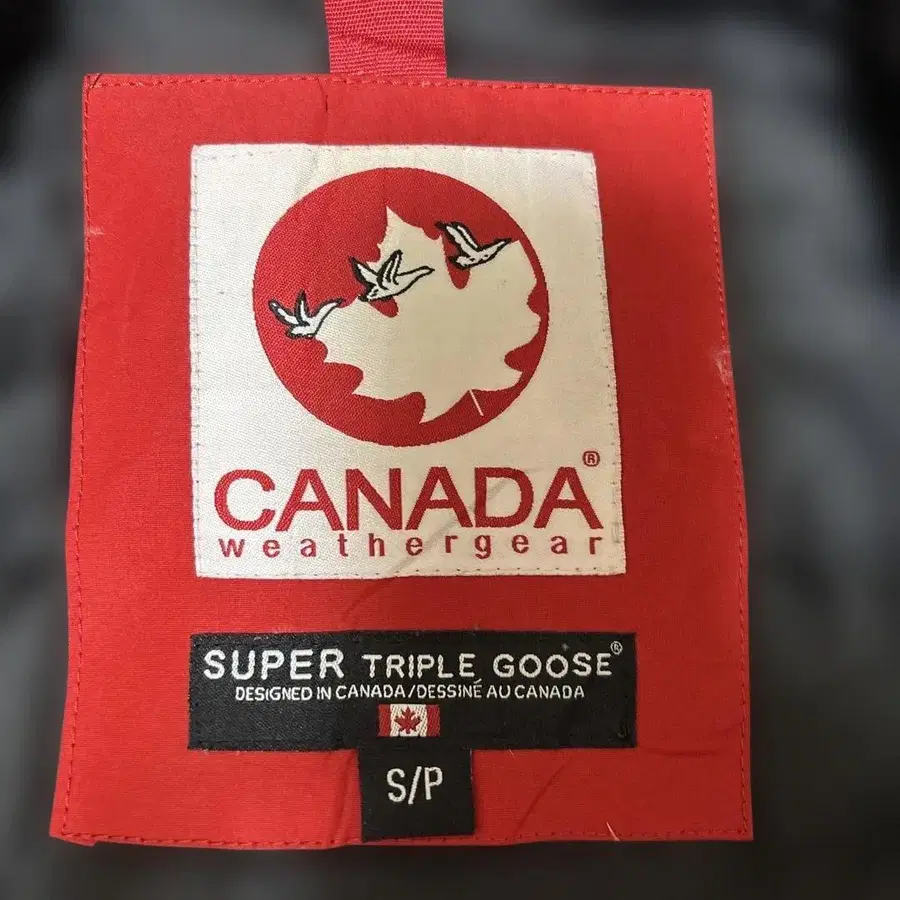 CANADA®
weathergear
SUPER TRIPLE GOOSE®
DESIGNED IN CANADA/DESSINÉ AU CANADA
S/P